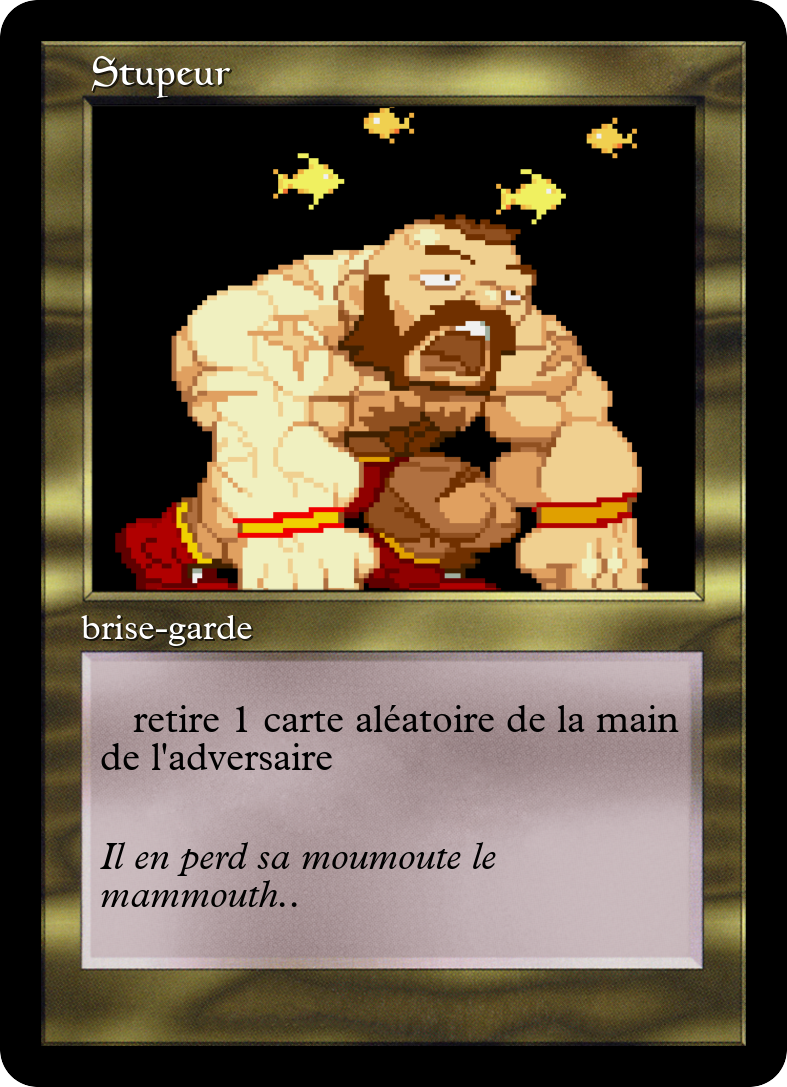 Stupeur
brise-garde
retire 1 carte aléatoire de la main
de l'adversaire
Il en perd sa moumoute le
mammouth..